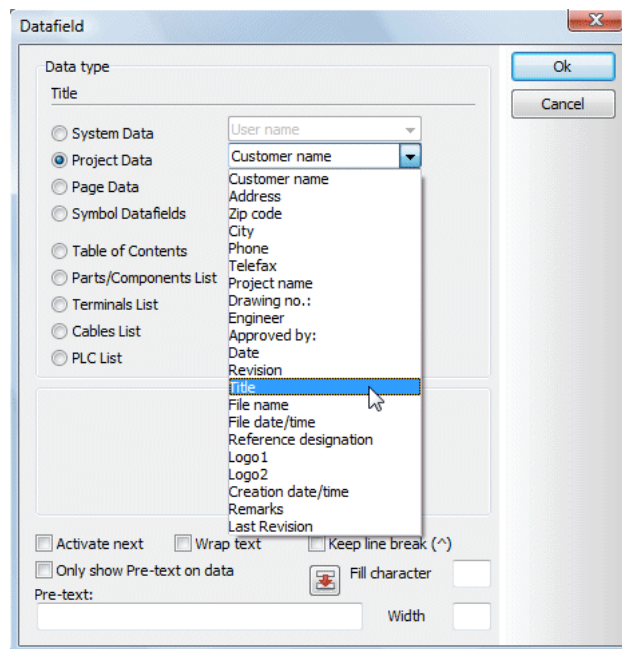 Datafield
Data type
Ok
Title
Cancel
System Data
User name
Project Data
Customer name
Page Data
Customer name
Address
Symbol Datafields
Zip code
City
Table of Contents
Phone
Telefax
Parts/Components List
Project name
Terminals List
Drawing no.:
Engineer
Cables List
Approved by:
PLC List
Date
Revision
Title
File name
File date/time
Reference designation
Logo1
Logo2
Creation date/time
Remarks
Last Revision
Activate next
Wrap text
Keep line break (^)
Only show Pre-text on data
Fill character
Pre-text:
Width